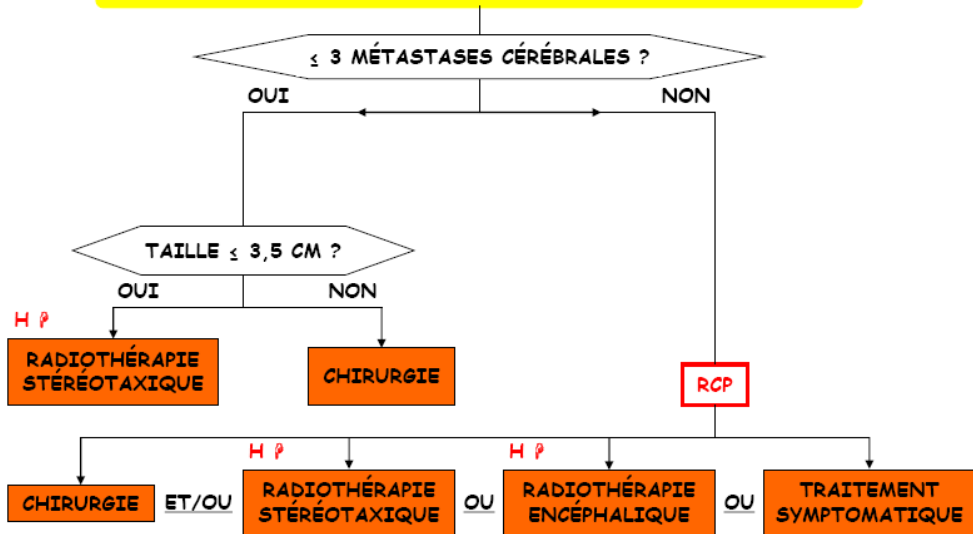 ≤ 3 MÉTASTASES CÉRÉBRALES ?
OUI
NON
TAILLE ≤ 3,5 CM ?
OUI
NON
H
RADIOTHÉRAPIE
STÉRÉOTAXIQUE
CHIRURGIE
RCP
H
H
CHIRURGIE
ET/OU
RADIOTHÉRAPIE
STÉRÉOTAXIQUE
OU
RADIOTHÉRAPIE
ENCÉPHALIQUE
OU
TRAITEMENT
SYMPTOMATIQUE